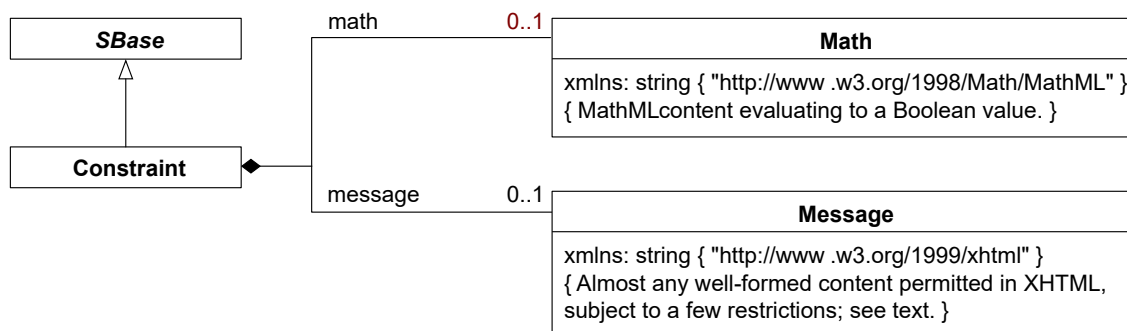 SBase
math 0..1
Math
xmlns: string { "http://www .w3.org/1998/Math/MathML" }
{ MathMLcontent evaluating to a Boolean value. }
Constraint
message 0..1
Message
xmlns: string { "http://www .w3.org/1999/xhtml" }
{ Almost any well-formed content permitted in XHTML,
subject to a few restrictions; see text. }